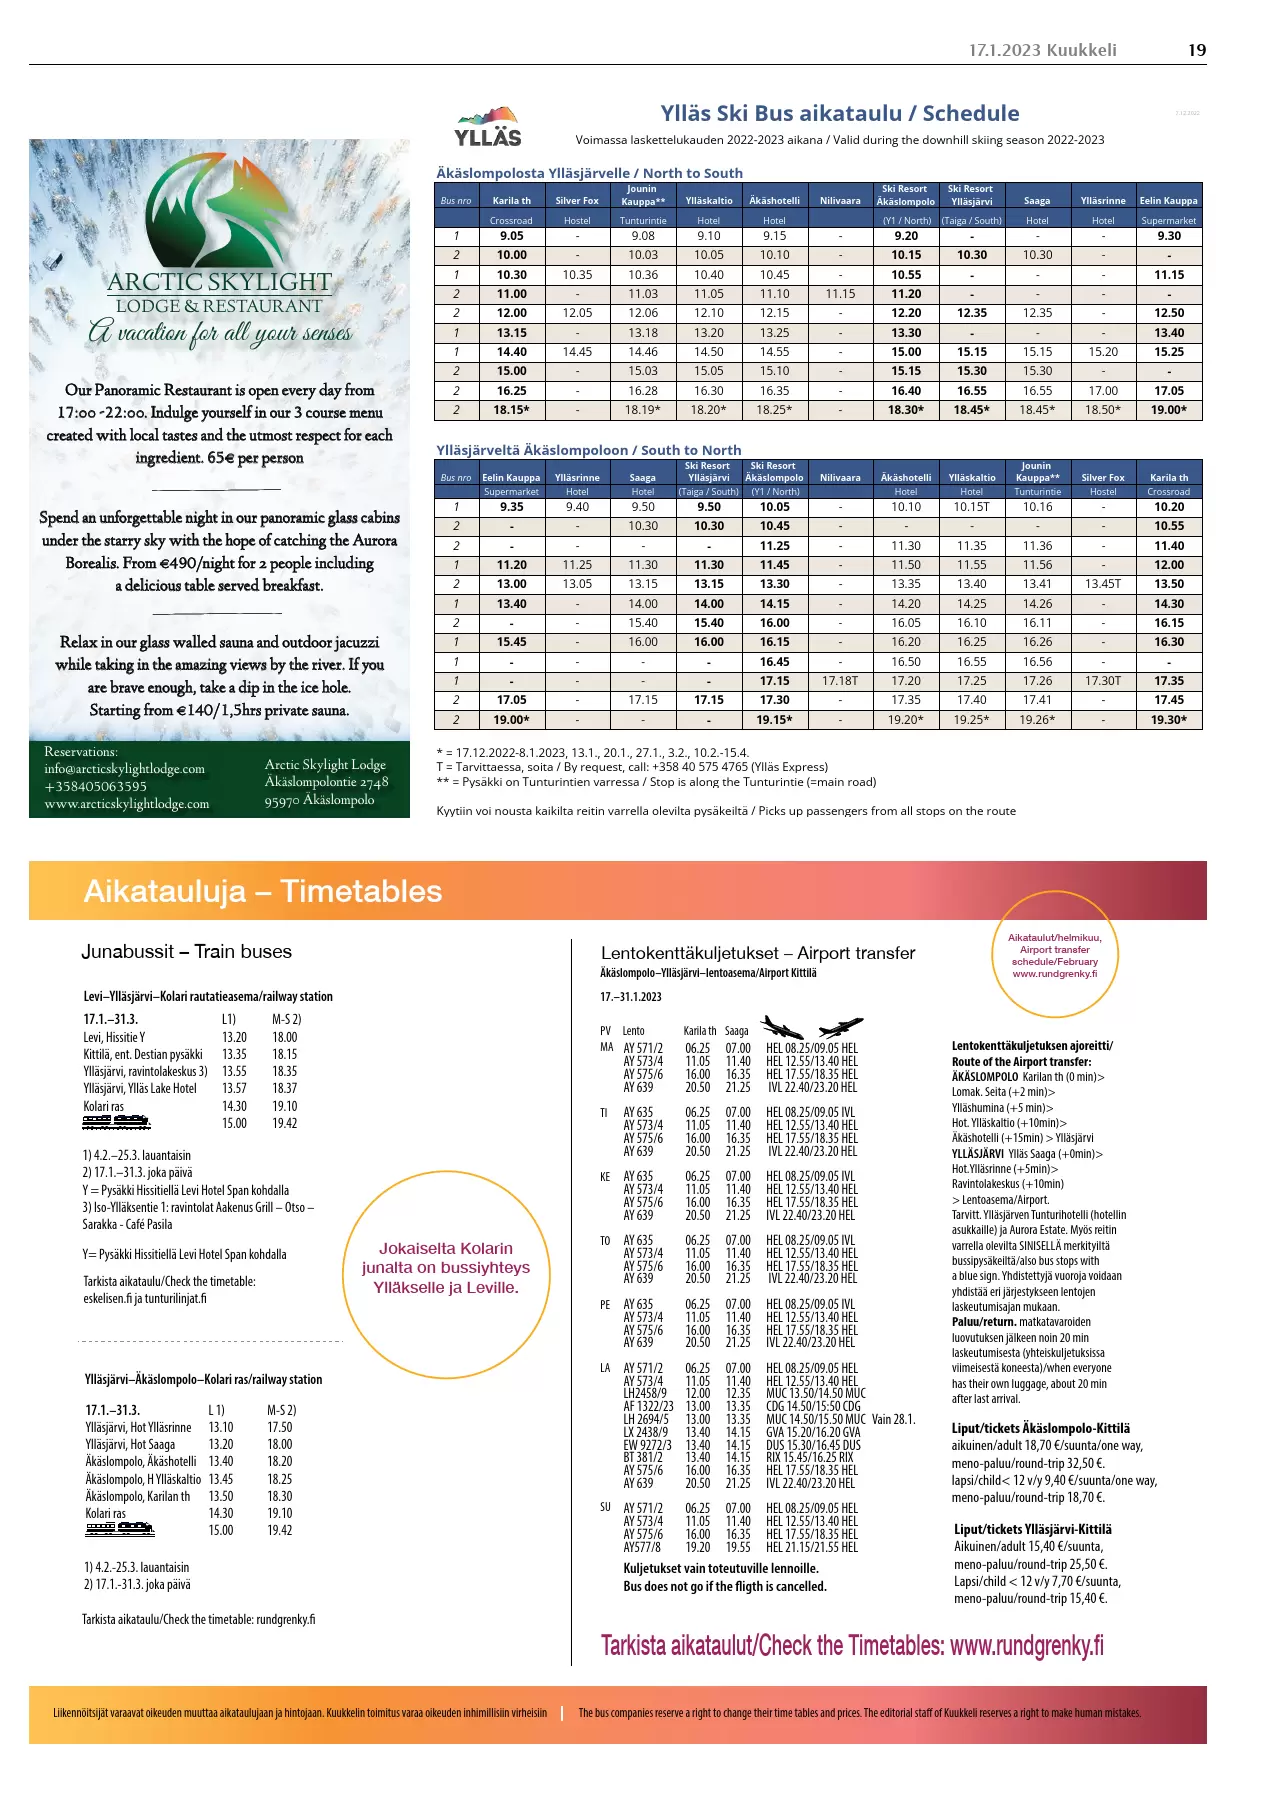 17.1.2023 Kuukkeli 19
ARCTIC SKYLIGHT
LODGE & RESTAURANT
A vacation for all your senses
Our Panoramic Restaurant is open every day from
17:00 -22:00. Indulge yourself in our 3 course menu
created with local tastes and the utmost respect for each
ingredient. 65€ per person
Spend an unforgettable night in our panoramic glass cabins
under the starry sky with the hope of catching the Aurora
Borealis. From €490/night for 2 people including
a delicious table served breakfast.
Relax in our glass walled sauna and outdoor jacuzzi
while taking in the amazing views by the river. If you
are brave enough, take a dip in the ice hole.
Starting from €140/1,5hrs private sauna.
Reservations:
info@arcticskylightlodge.com
+358405063595
www.arcticskylightlodge.com
Arctic Skylight Lodge
Äkäslompolontie 2748
95970 Äkäslompolo
YLLÄS
Ylläs Ski Bus aikataulu / Schedule
Voimassa laskettelukauden 2022-2023 aikana / Valid during the downhill skiing season 2022-2023
Äkäslompolosta Ylläsjärvelle / North to South
Bus nro Karila th Silver Fox Jounin Kauppa** Ylläskaltio Äkäshotelli Nilivaara Ski Resort Äkäslompolo Ski Resort Ylläsjärvi Saaga Ylläsrinne Eelin Kauppa
Crossroad Hostel Tunturintie Hotel Hotel (Y1 / North) (Taiga / South) Hotel Hotel Supermarket
1 9.05 - 9.08 9.10 9.15 - 9.20 - - - 9.30
2 10.00 - 10.03 10.05 10.10 - 10.15 10.30 10.30 - -
1 10.30 10.35 10.36 10.40 10.45 - 10.55 - - - 11.15
2 11.00 - 11.03 11.05 11.10 11.15 11.20 - - - -
2 12.00 12.05 12.06 12.10 12.15 - 12.20 12.35 12.35 - 12.50
1 13.15 - 13.18 13.20 13.25 - 13.30 - - - 13.40
1 14.40 14.45 14.46 14.50 14.55 - 15.00 15.15 15.15 15.20 15.25
2 15.00 - 15.03 15.05 15.10 - 15.15 15.30 15.30 - -
2 16.25 - 16.28 16.30 16.35 - 16.40 16.55 16.55 17.00 17.05
2 18.15* - 18.19* 18.20* 18.25* - 18.30* 18.45* 18.45* 18.50* 19.00*
Ylläsjärveltä Äkäslompoloon / South to North
Bus nro Eelin Kauppa Ylläsrinne Saaga Ski Resort Ylläsjärvi Ski Resort Äkäslompolo Nilivaara Äkäshotelli Ylläskaltio Jounin Kauppa** Silver Fox Karila th
Supermarket Hotel Hotel (Taiga / South) (Y1 / North) Hotel Hotel Tunturintie Hostel Crossroad
1 9.35 9.40 9.50 9.50 10.05 - 10.10 10.15T 10.16 - 10.20
2 - - 10.30 10.30 10.45 - - - - - 10.55
2 - - - - 11.25 - 11.30 11.35 11.36 - 11.40
1 11.20 11.25 11.30 11.30 11.45 - 11.50 11.55 11.56 - 12.00
2 13.00 13.05 13.15 13.15 13.30 - 13.35 13.40 13.41 13.45T 13.50
1 13.40 - 14.00 14.00 14.15 - 14.20 14.25 14.26 - 14.30
2 - - 15.40 15.40 16.00 - 16.05 16.10 16.11 - 16.15
1 15.45 - 16.00 16.00 16.15 - 16.20 16.25 16.26 - 16.30
1 - - - - 16.45 - 16.50 16.55 16.56 - -
1 - - - - 17.15 17.18T 17.20 17.25 17.26 17.30T 17.35
2 17.05 - 17.15 17.15 17.30 - 17.35 17.40 17.41 - 17.45
2 19.00* - - - 19.15* - 19.20* 19.25* 19.26* - 19.30*
* = 17.12.2022-8.1.2023, 13.1., 20.1., 27.1., 3.2., 10.2.-15.4.
T = Tarvittaessa, soita / By request, call: +358 40 575 4765 (Ylläs Express)
** = Pysäkki on Tunturintien varressa / Stop is along the Tunturintie (=main road)
Kyytiin voi nousta kaikilta reitin varrella olevilta pysäkeiltä / Picks up passengers from all stops on the route
Aikatauluja – Timetables
Junabussit – Train buses
Levi–Ylläsjärvi–Kolari rautatieasema/railway station
17.1.–31.3. L1) M-S 2)
Levi, Hissitie Y 13.20 18.00
Kittilä, ent. Destian pysäkki 13.35 18.15
Ylläsjärvi, ravintolakeskus 3) 13.55 18.35
Ylläsjärvi, Ylläs Lake Hotel 13.57 18.37
Kolari ras 14.30 19.10
15.00 19.42
1) 4.2.–25.3. lauantaisin
2) 17.1.–31.3. joka päivä
Y = Pysäkki Hissitiellä Levi Hotel Span kohdalla
3) Iso-Ylläksentie 1: ravintolat Aakenus Grill – Otso –
Sarakka - Café Pasila
Y= Pysäkki Hissitiellä Levi Hotel Span kohdalla
Tarkista aikataulu/Check the timetable:
eskelisen.fi ja tunturilinjat.fi
Jokaiselta Kolarin
junalta on bussiyhteys
Ylläkselle ja Leville.
Ylläsjärvi–Äkäslompolo–Kolari ras/railway station
17.1.–31.3. L 1) M-S 2)
Ylläsjärvi, Hot Ylläsrinne 13.10 17.50
Ylläsjärvi, Hot Saaga 13.20 18.00
Äkäslompolo, Äkäshotelli 13.40 18.20
Äkäslompolo, H Ylläskaltio 13.45 18.25
Äkäslompolo, Karilan th 13.50 18.30
Kolari ras 14.30 19.10
15.00 19.42
1) 4.2.-25.3. lauantaisin
2) 17.1.-31.3. joka päivä
Tarkista aikataulu/Check the timetable: rundgrenky.fi
Lentokenttäkuljetukset – Airport transfer
Äkäslompolo–Ylläsjärvi–lentoasema/Airport Kittilä
17.–31.1.2023
PV Lento Karila th Saaga
MA AY 571/2 06.25 07.00 HEL 08.25/09.05 HEL
AY 573/4 11.05 11.40 HEL 12.55/13.40 HEL
AY 575/6 16.00 16.35 HEL 17.55/18.35 HEL
AY 639 20.50 21.25 IVL 22.40/23.20 HEL
TI AY 635 06.25 07.00 HEL 08.25/09.05 IVL
AY 573/4 11.05 11.40 HEL 12.55/13.40 HEL
AY 575/6 16.00 16.35 HEL 17.55/18.35 HEL
AY 639 20.50 21.25 IVL 22.40/23.20 HEL
KE AY 635 06.25 07.00 HEL 08.25/09.05 IVL
AY 573/4 11.05 11.40 HEL 12.55/13.40 HEL
AY 575/6 16.00 16.35 HEL 17.55/18.35 HEL
AY 639 20.50 21.25 IVL 22.40/23.20 HEL
TO AY 635 06.25 07.00 HEL 08.25/09.05 IVL
AY 573/4 11.05 11.40 HEL 12.55/13.40 HEL
AY 575/6 16.00 16.35 HEL 17.55/18.35 HEL
AY 639 20.50 21.25 IVL 22.40/23.20 HEL
PE AY 635 06.25 07.00 HEL 08.25/09.05 IVL
AY 573/4 11.05 11.40 HEL 12.55/13.40 HEL
AY 575/6 16.00 16.35 HEL 17.55/18.35 HEL
AY 639 20.50 21.25 IVL 22.40/23.20 HEL
LA AY 571/2 06.25 07.00 HEL 08.25/09.05 HEL
AY 573/4 11.05 11.40 HEL 12.55/13.40 HEL
LH2458/9 12.00 12.35 MUC 13.50/14.50 MUC
AF 1322/23 13.00 13.35 CDG 14.50/15:50 CDG
LH 2694/5 13.00 13.35 MUC 14.50/15.50 MUC Vain 28.1.
LX 2438/9 13.40 14.15 GVA 15.20/16.20 GVA
EW 9272/3 13.40 14.15 DUS 15.30/16.45 DUS
BT 381/2 13.40 14.15 RIX 15.45/16.25 RIX
AY 575/6 16.00 16.35 HEL 17.55/18.35 HEL
AY 639 20.50 21.25 IVL 22.40/23.20 HEL
SU AY 571/2 06.25 07.00 HEL 08.25/09.05 HEL
AY 573/4 11.05 11.40 HEL 12.55/13.40 HEL
AY 575/6 16.00 16.35 HEL 17.55/18.35 HEL
AY577/8 19.20 19.55 HEL 21.15/21.55 HEL
Kuljetukset vain toteutuville lennoille.
Bus does not go if the fligth is cancelled.
Aikataulut/helmikuu,
Airport transfer
schedule/February
www.rundgrenky.fi
Lentokenttäkuljetuksen ajoreitti/
Route of the Airport transfer:
ÄKÄSLOMPOLO Karilan th (0 min)>
Lomak. Seita (+2 min)>
Ylläshumina (+5 min)>
Hot. Ylläskaltio (+10min)>
Äkäshotelli (+15min) > Ylläsjärvi
YLLÄSJÄRVI Ylläs Saaga (+0min)>
Hot.Ylläsrinne (+5min)>
Ravintolakeskus (+10min)
> Lentoasema/Airport.
Tarvitt. Ylläsjärven Tunturihotelli (hotellin
asukkaille) ja Aurora Estate. Myös reitin
varrella olevilta SINISELLÄ merkityiltä
bussipysäkeiltä/also bus stops with
a blue sign. Yhdistettyjä vuoroja voidaan
yhdistää eri järjestykseen lentojen
laskeutumisajan mukaan.
Paluu/return. matkatavaroiden
luovutuksen jälkeen noin 20 min
laskeutumisesta (yhteiskuljetuksissa
viimeisestä koneesta)/when everyone
has their own luggage, about 20 min
after last arrival.
Liput/tickets Äkäslompolo-Kittilä
aikuinen/adult 18,70 €/suunta/one way,
meno-paluu/round-trip 32,50 €.
lapsi/child< 12 v/y 9,40 €/suunta/one way,
meno-paluu/round-trip 18,70 €.
Liput/tickets Ylläsjärvi-Kittilä
Aikuinen/adult 15,40 €/suunta,
meno-paluu/round-trip 25,50 €.
Lapsi/child < 12 v/y 7,70 €/suunta,
meno-paluu/round-trip 15,40 €.
Tarkista aikataulut/Check the Timetables: www.rundgrenky.fi
Liikennöitsijät varaavat oikeuden muuttaa aikataulujaan ja hintojaan. Kuukkelin toimitus varaa oikeuden inhimillisiin virheisiin
The bus companies reserve a right to change their time tables and prices. The editorial staff of Kuukkeli reserves a right to make human mistakes.